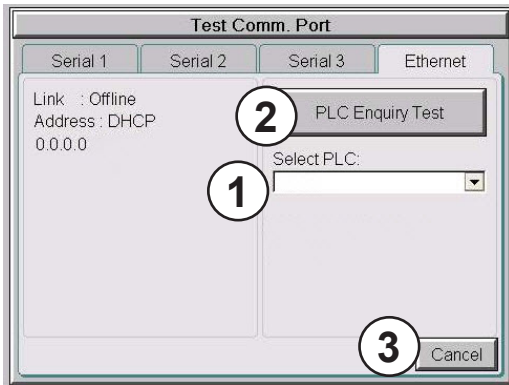 Test Comm. Port
Serial 1 Serial 2 Serial 3 Ethernet
Link : Offline
Address : DHCP
0.0.0.0
2 PLC Enquiry Test
Select PLC:
1
3 Cancel